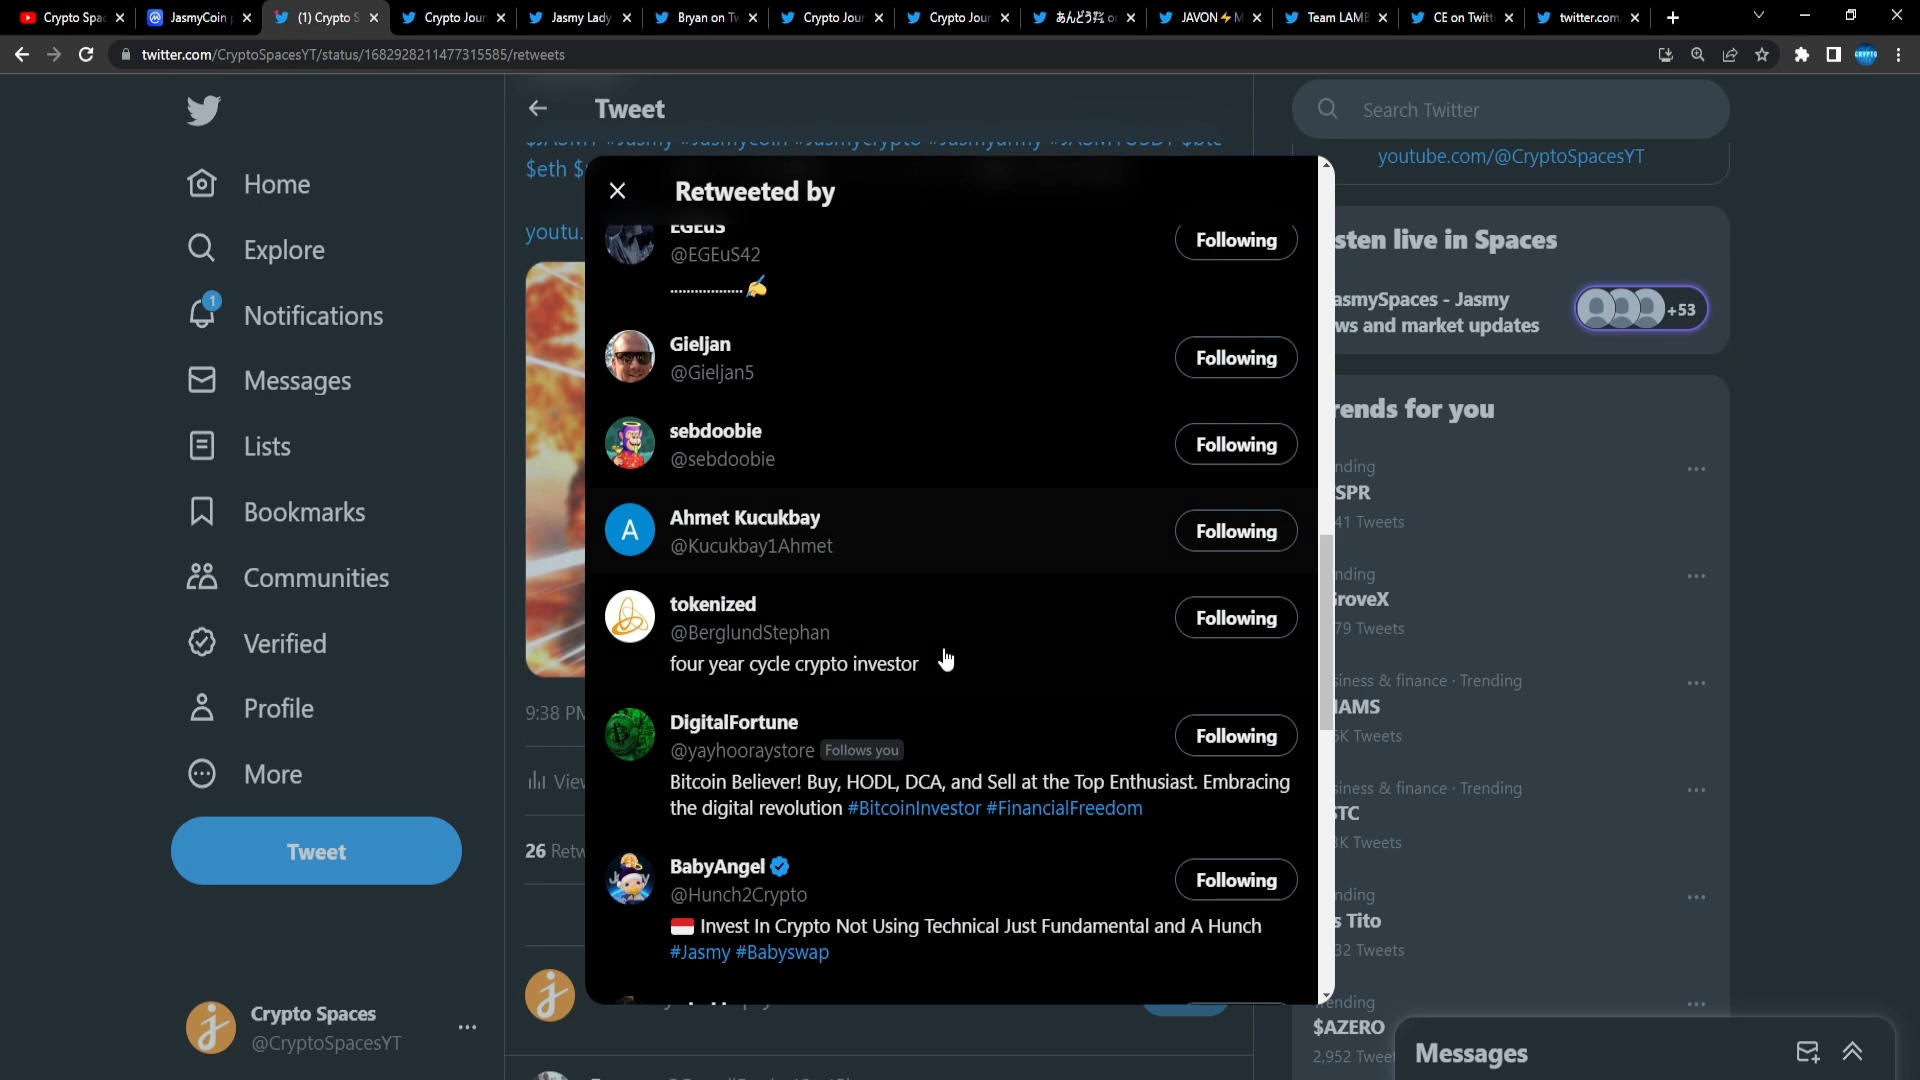 Crypto Spac
JasmyCoin p
(1) Crypto S
Crypto Jour
Jasmy Lady
Bryan on Tw
Crypto Jour
Crypto Jour
あんどう
JAVON⚡M
Team LAMB
CE on Twitt
twitter.com/
twitter.com/CryptoSpacesYT/status/1682928211477315585/retweets
Home
Explore
1
Notifications
Messages
Lists
Bookmarks
Communities
Verified
Profile
More
Tweet
Crypto Spaces
@CryptoSpacesYT
Tweet
$eth
youtu.
9:38 PM
View
26 Retw
Retweeted by
EGEuS
@EGEuS42
..................✍
Following
Gieljan
@Gieljan5
Following
sebdoobie
@sebdoobie
Following
A
Ahmet Kucukbay
@Kucukbay1Ahmet
Following
tokenized
@BerglundStephan
four year cycle crypto investor
Following
DigitalFortune
@yayhooraystore Follows you
Bitcoin Believer! Buy, HODL, DCA, and Sell at the Top Enthusiast. Embracing
the digital revolution #BitcoinInvestor #FinancialFreedom
Following
BabyAngel
@Hunch2Crypto
🇮🇩 Invest In Crypto Not Using Technical Just Fundamental and A Hunch
#Jasmy #Babyswap
Following
Search Twitter
youtube.com/@CryptoSpacesYT
sten live in Spaces
asmySpaces - Jasmy
ws and market updates
+53
rends for you
nding
SPR
41 Tweets
nding
GroveX
79 Tweets
siness & finance · Trending
IAMS
5K Tweets
siness & finance · Trending
TC
3K Tweets
nding
s Tito
32 Tweets
ending
$AZERO
2,952 Tweet
Messages